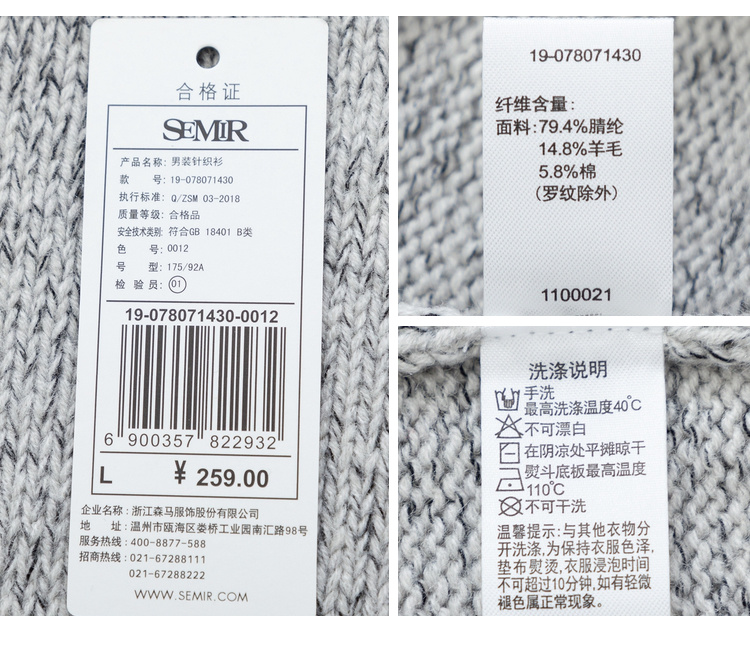 合格证
SEMIR
产品名称: 男装针织衫
款 号: 19-078071430
执行标准: Q/ZSM 03-2018
质量等级: 合格品
安全技术类别: 符合GB 18401 B类
色 号: 0012
号 型: 175/92A
检 验 员: 01
19-078071430-0012
6 900357 822932
L ¥ 259.00
企业名称: 浙江森马服饰股份有限公司
地 址: 温州市瓯海区娄桥工业园南汇路98号
服务热线: 400-8877-588
招商热线: 021-67288111
021-67288222
WWW.SEMIR.COM
19-078071430
纤维含量:
面料:79.4%腈纶
14.8%羊毛
5.8%棉
(罗纹除外)
1100021
洗涤说明
手洗
最高洗涤温度40℃
不可漂白
在阴凉处平摊晾干
熨斗底板最高温度
110℃
不可干洗
温馨提示:与其他衣物分
开洗涤,为保持衣服色泽,
垫布熨烫,衣服浸泡时间
不可超过10分钟,如有轻微
褪色属正常现象。